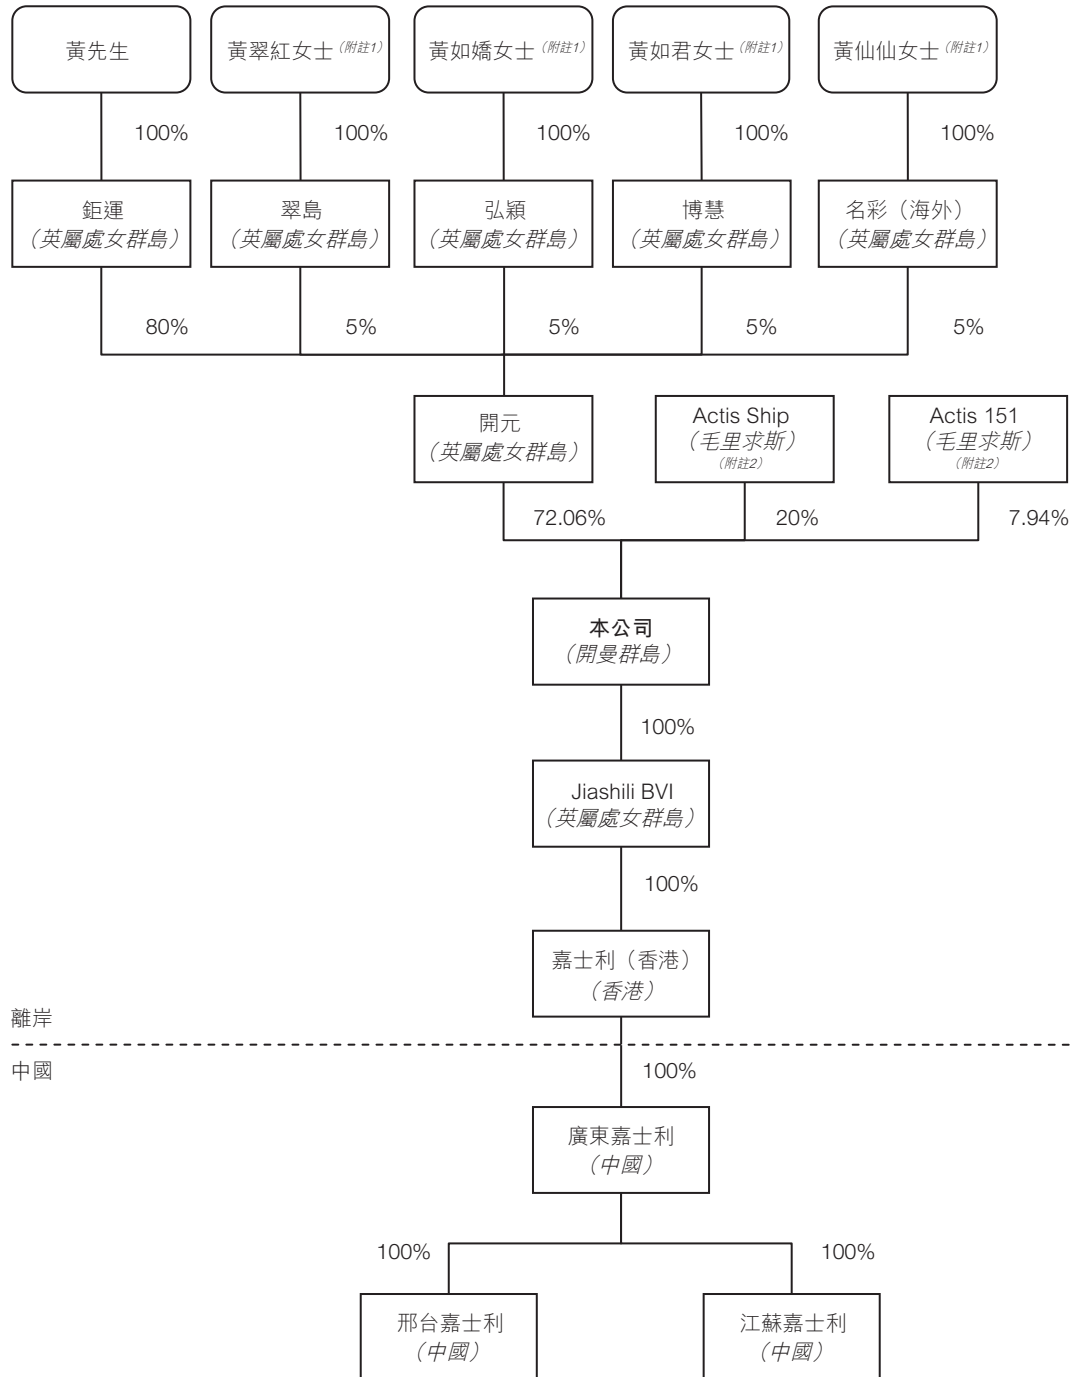 黃先生
黃翠紅女士（附註1）
黃如嬌女士（附註1）
黃如君女士（附註1）
黃仙仙女士（附註1）
100%
100%
100%
100%
100%
鉅運
（英屬處女群島）
翠島
（英屬處女群島）
弘穎
（英屬處女群島）
博慧
（英屬處女群島）
名彩（海外）
（英屬處女群島）
80%
5%
5%
5%
5%
開元
（英屬處女群島）
Actis Ship
（毛里求斯）
（附註2）
Actis 151
（毛里求斯）
（附註2）
72.06%
20%
7.94%
本公司
（開曼群島）
100%
Jiashili BVI
（英屬處女群島）
100%
嘉士利（香港）
（香港）
離岸
中國
100%
廣東嘉士利
（中國）
100%
100%
邢台嘉士利
（中國）
江蘇嘉士利
（中國）